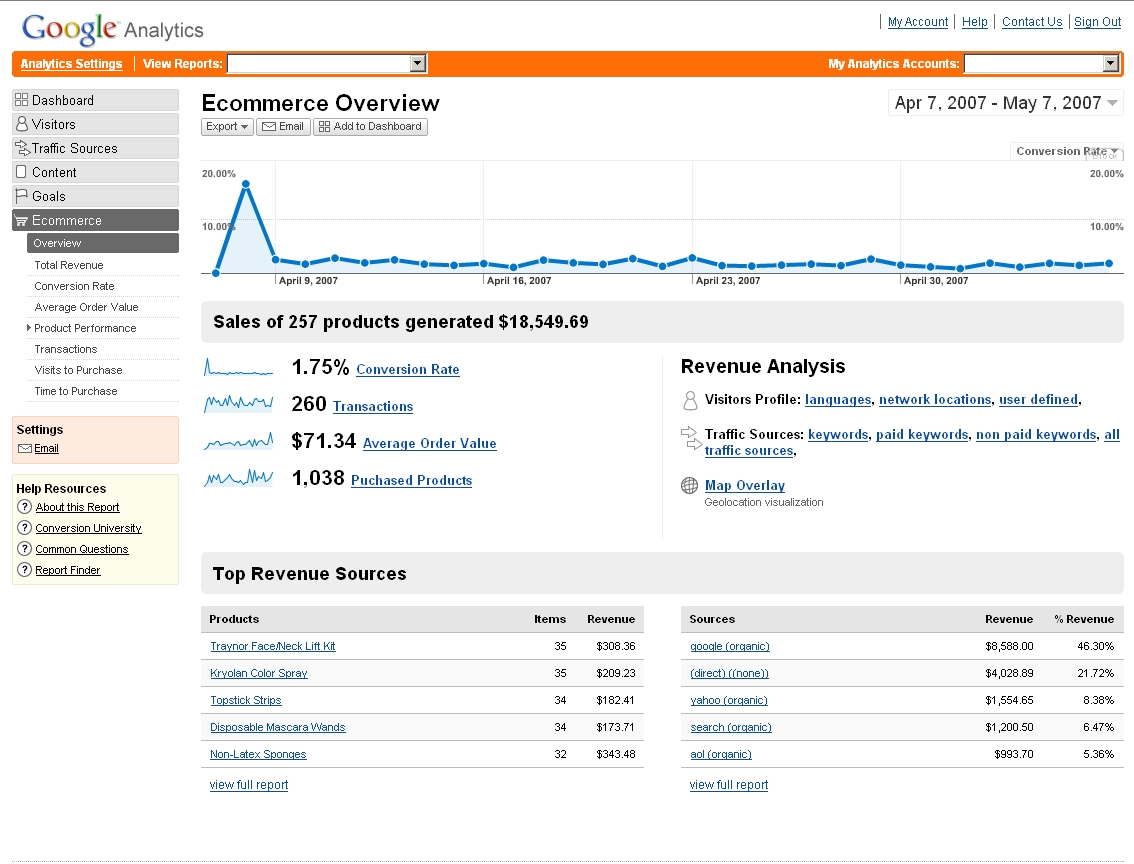 Google Analytics
My Account | Help | Contact Us | Sign Out
Analytics Settings | View Reports:
My Analytics Accounts:
Dashboard
Visitors
Traffic Sources
Content
Goals
Ecommerce
Overview
Total Revenue
Conversion Rate
Average Order Value
Product Performance
Transactions
Visits to Purchase
Time to Purchase
Settings
Email
Help Resources
? About this Report
? Conversion University
? Common Questions
? Report Finder
Ecommerce Overview
Apr 7, 2007 - May 7, 2007
Export Email Add to Dashboard
Conversion Rate
20.00% 20.00%
10.00% 10.00%
April 9, 2007 April 16, 2007 April 23, 2007 April 30, 2007
Sales of 257 products generated $18,549.69
1.75% Conversion Rate
260 Transactions
$71.34 Average Order Value
1,038 Puchased Products
Revenue Analysis
Visitors Profile: languages, network locations, user defined,
Traffic Sources: keywords, paid keywords, non paid keywords, all
traffic sources,
Map Overlay
Geolocation visualization
Top Revenue Sources
Products Items Revenue
Traynor Face/Neck Lift Kit 35 $308.36
Kryolan Color Spray 35 $209.23
Topstick Strips 34 $182.41
Disposable Mascara Wands 34 $173.71
Non-Latex Sponges 32 $343.48
view full report
Sources Revenue % Revenue
google (organic) $8,588.00 46.30%
(direct) ((none)) $4,028.89 21.72%
yahoo (organic) $1,554.65 8.38%
search (organic) $1,200.50 6.47%
aol (organic) $993.70 5.36%
view full report